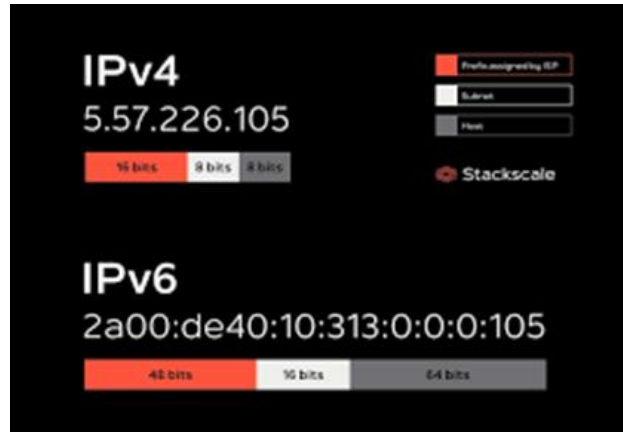 IPv4
5.57.226.105
16 bits 8 bits 8 bits
Prefix assigned by ISP
Subnet
Host
Stackscale
IPv6
2a00:de40:10:313:0:0:0:105
48 bits 16 bits 64 bits